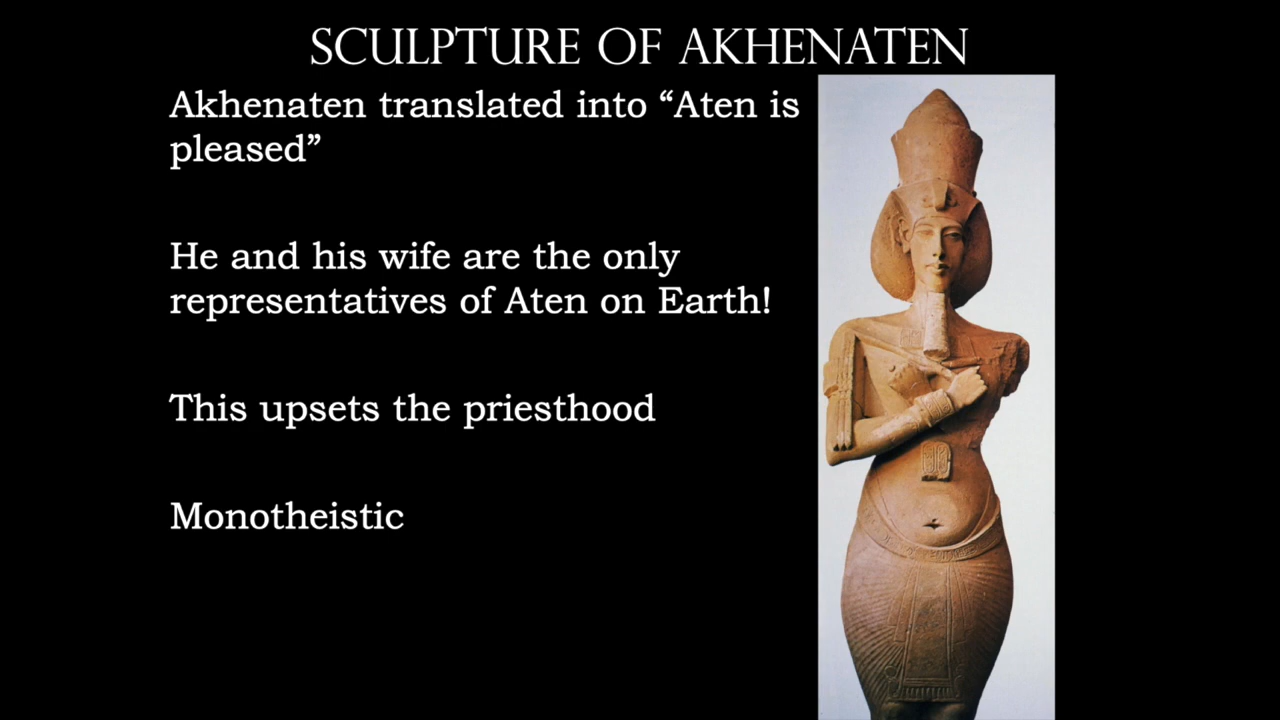 SCULPTURE OF AKHENATEN
Akhenaten translated into “Aten is
pleased”
He and his wife are the only
representatives of Aten on Earth!
This upsets the priesthood
Monotheistic